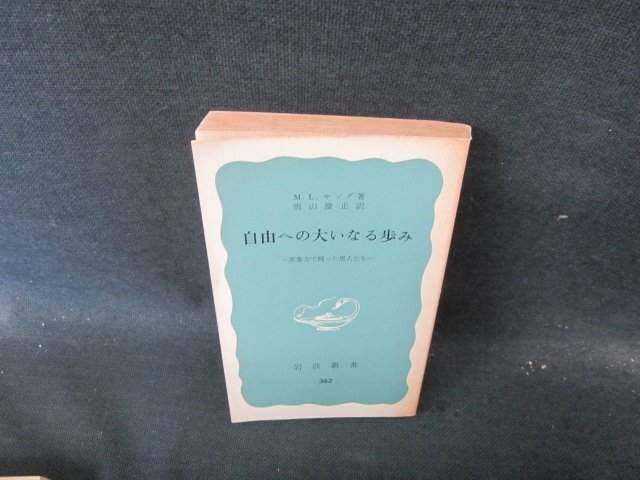 M. L. キング著
雪山慶正訳
自由への大いなる歩み
―非暴力で闘った黒人たち―
岩波新書
362